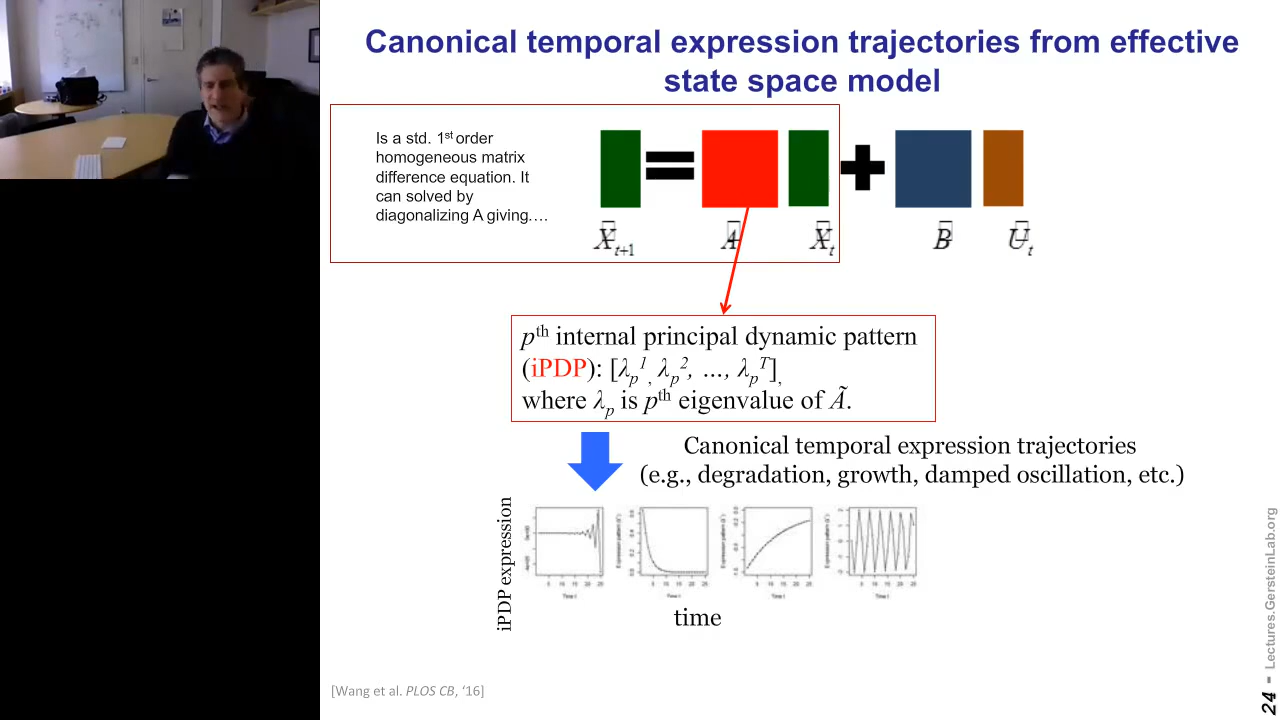 Canonical temporal expression trajectories from effective
state space model
Is a std. 1st order
homogeneous matrix
difference equation. It
can solved by
diagonalizing A giving….
X̃t+1 = Ã X̃t + B̃ Ũt
pth internal principal dynamic pattern
(iPDP): [λp1, λp2, …, λpT],
where λp is pth eigenvalue of Ã.
Canonical temporal expression trajectories
(e.g., degradation, growth, damped oscillation, etc.)
iPDP expression
time
[Wang et al. PLOS CB, ‘16]
24 - Lectures.GersteinLab.org